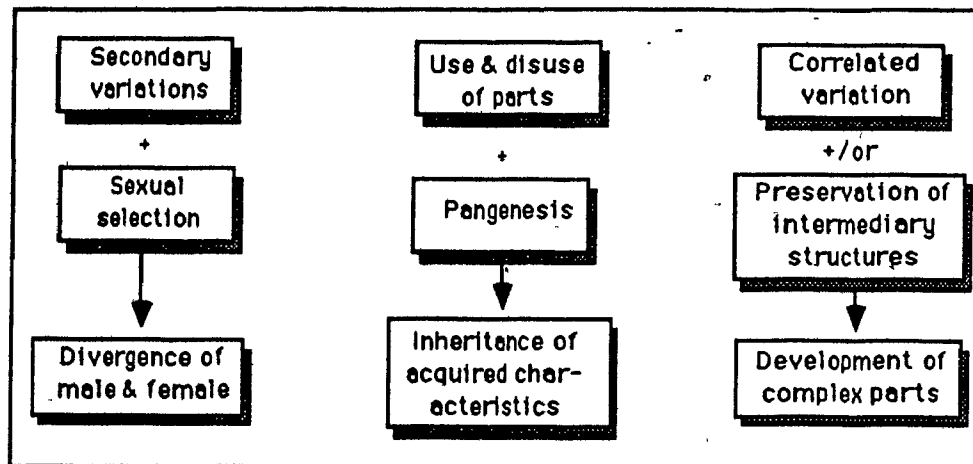 Secondary
variations
+
Sexual
selection
Divergence of
male & female
Use & disuse
of parts
+
Pangenesis
Inheritance of
acquired char-
acteristics
Correlated
variation
+/or
Preservation of
intermediary
structures
Development of
complex parts